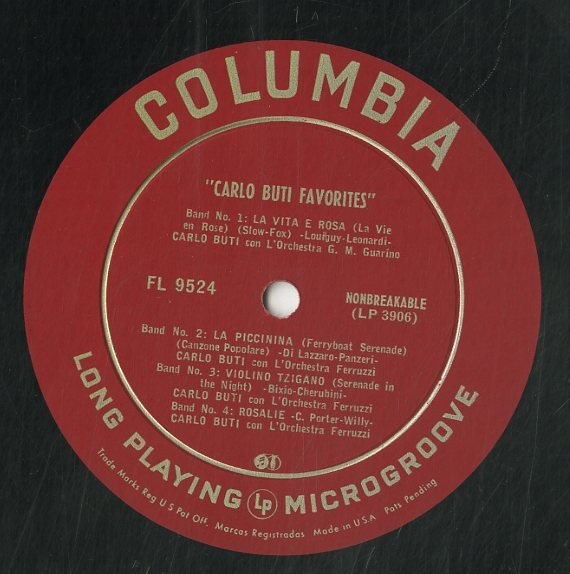 COLUMBIA
"CARLO BUTI FAVORITES"
Band No. 1: LA VITA E ROSA (La Vie
en Rose) (Slow-Fox) -Louiguy-Leonardi-
CARLO BUTI con L'Orchestra G. M. Guarino
FL 9524
NONBREAKABLE
(LP 3906)
Band No. 2: LA PICCININA (Ferryboat Serenade)
(Canzone Popolare) -Di Lazzaro-Panzeri-
CARLO BUTI con L'Orchestra Ferruzzi
Band No. 3: VIOLINO TZIGANO (Serenade in
the Night) -Bixio-Cherubini-
CARLO BUTI con L'Orchestra Ferruzzi
Band No. 4: ROSALIE -C. Porter-Willy-
CARLO BUTI con L'Orchestra Ferruzzi
LONG PLAYING LP MICROGROOVE
Trade Marks Reg U S Pat Off. Marcas Registradas Made in U.S.A Pats Pending